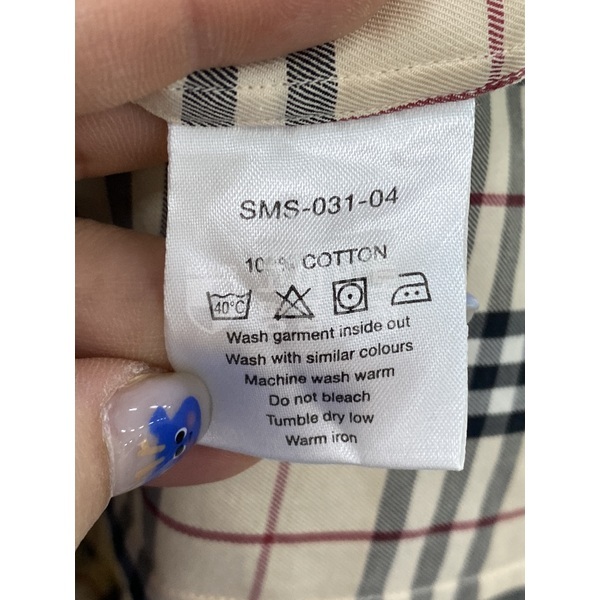 SMS-031-04
100% COTTON
40°C
Wash garment inside out
Wash with similar colours
Machine wash warm
Do not bleach
Tumble dry low
Warm iron